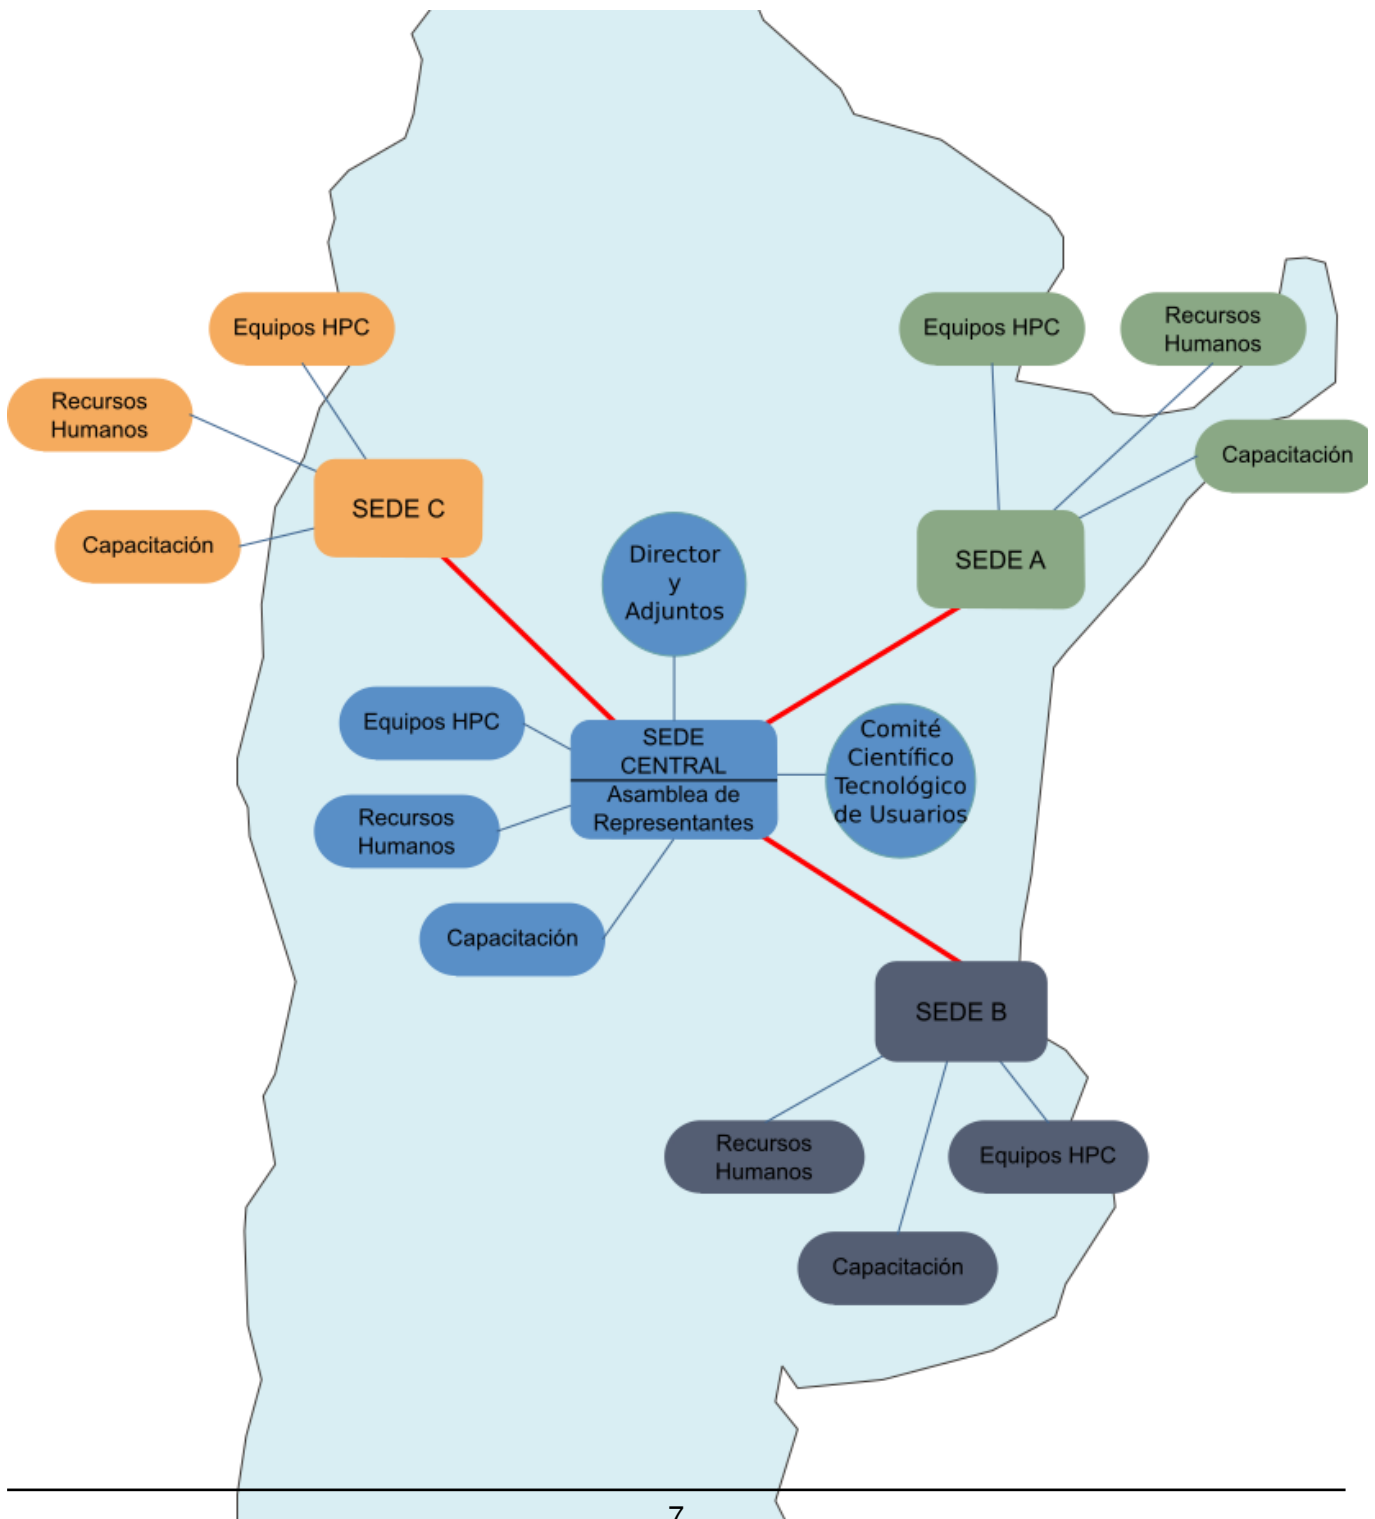 Equipos HPC
Recursos
Humanos
Capacitación
SEDE C
Equipos HPC
Recursos
Humanos
Capacitación
SEDE A
Director
y
Adjuntos
Equipos HPC
Recursos
Humanos
Capacitación
SEDE
CENTRAL
Asamblea de
Representantes
Comité
Científico
Tecnológico
de Usuarios
SEDE B
Recursos
Humanos
Equipos HPC
Capacitación
7